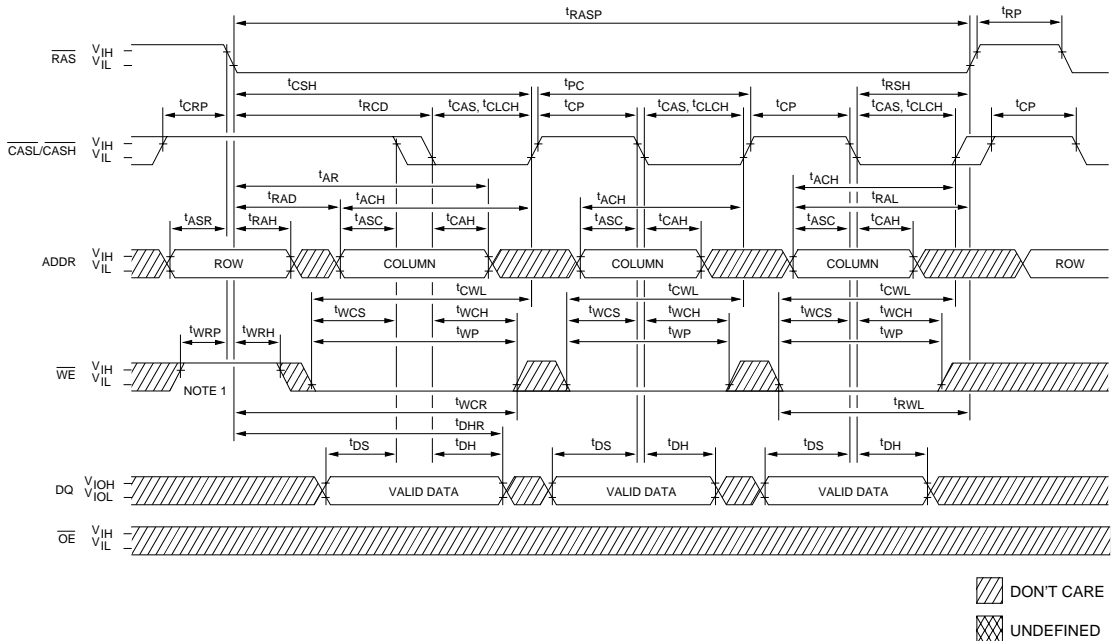 tRASP
tRP
RAS VIH
VIL
tCSH
tPC
tRSH
tCRP
tRCD
tCAS, tCLCH
tCP
tCAS, tCLCH
tCP
tCAS, tCLCH
tCP
CASL/CASH VIH
VIL
tAR
tACH
tRAD
tACH
tACH
tRAL
tASR
tRAH
tASC
tCAH
tASC
tCAH
tASC
tCAH
ADDR VIH
VIL
ROW
COLUMN
COLUMN
COLUMN
ROW
tCWL
tCWL
tCWL
tWCS
tWCH
tWCS
tWCH
tWCS
tWCH
tWRP
tWRH
tWP
tWP
tWP
WE VIH
VIL
NOTE 1
tWCR
tRWL
tDHR
tDS
tDH
tDS
tDH
tDS
tDH
DQ VIOH
VIOL
VALID DATA
VALID DATA
VALID DATA
OE VIH
VIL
DON'T CARE
UNDEFINED